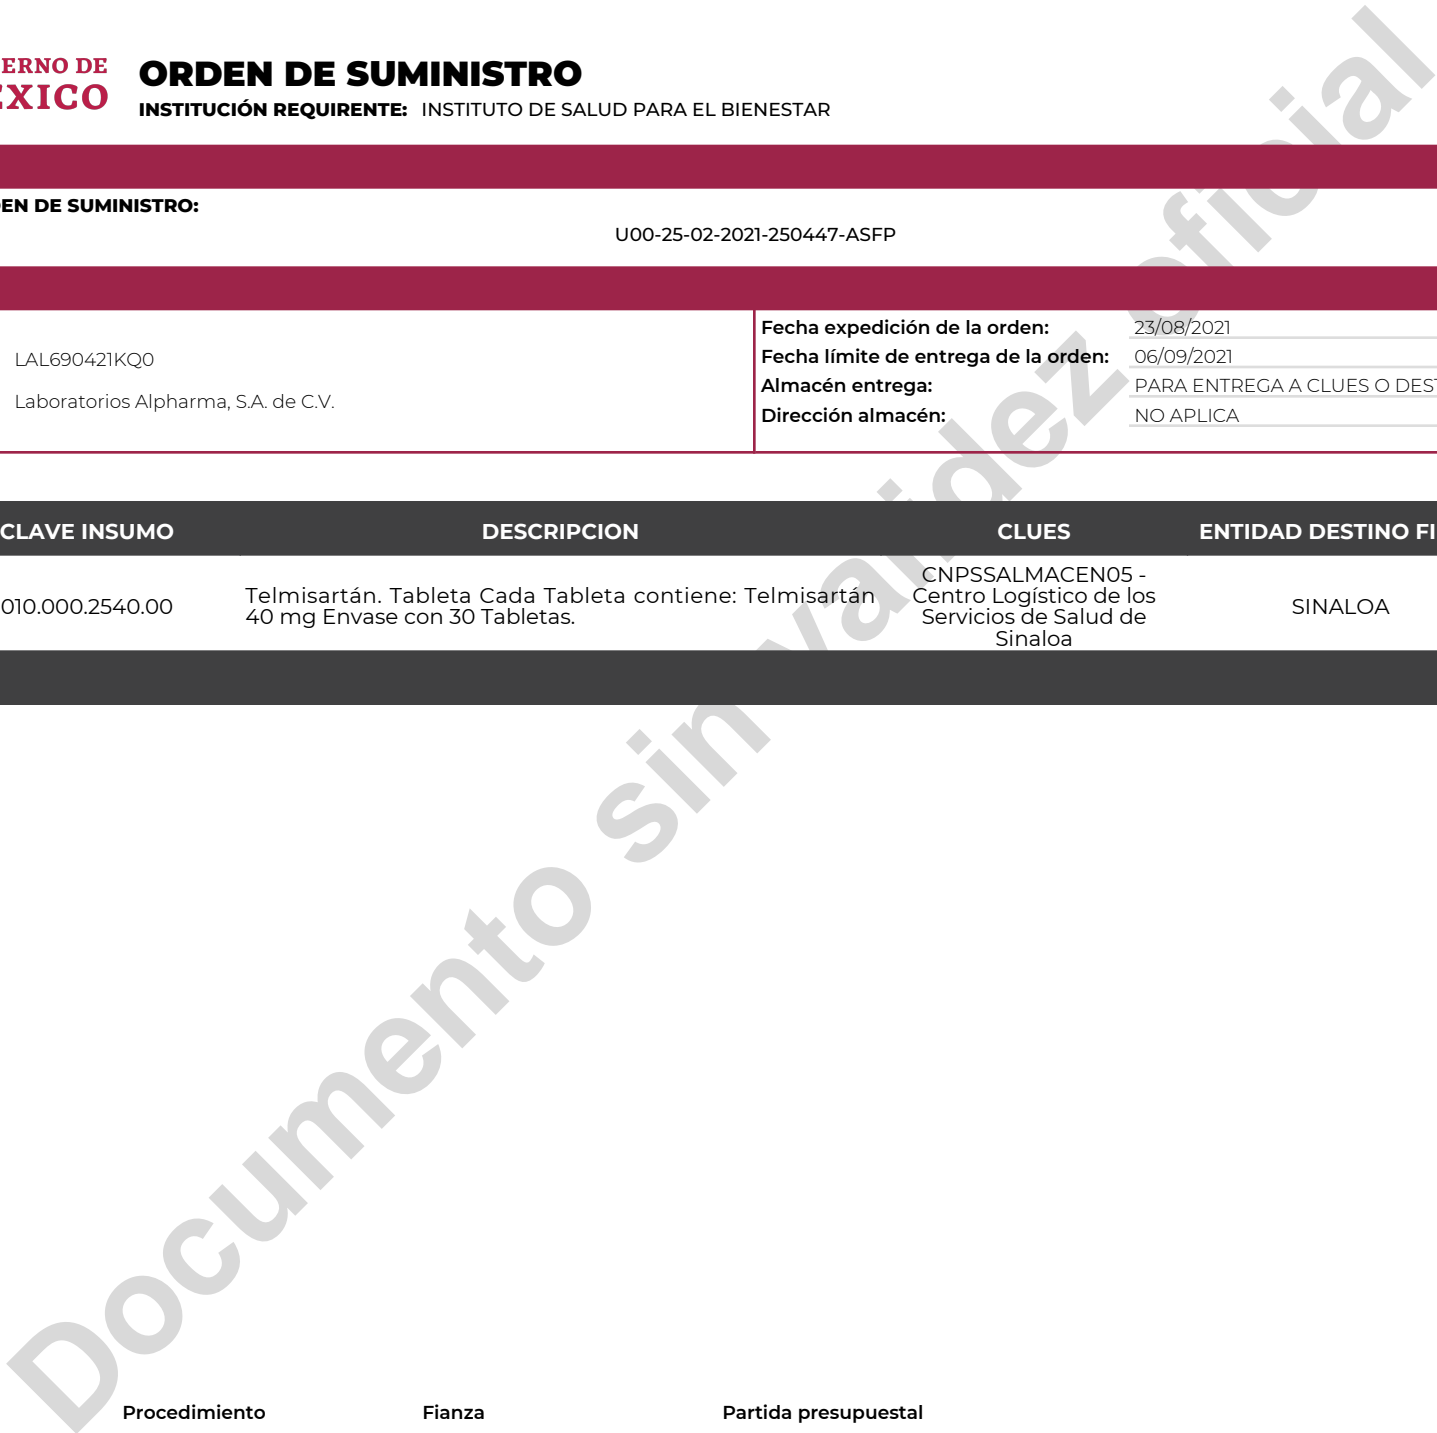 ERNO DE
ÉXICO
ORDEN DE SUMINISTRO
INSTITUCIÓN REQUIRENTE: INSTITUTO DE SALUD PARA EL BIENESTAR
EN DE SUMINISTRO:
U00-25-02-2021-250447-ASFP
LAL690421KQ0
Laboratorios Alpharma, S.A. de C.V.
Fecha expedición de la orden: 23/08/2021
Fecha límite de entrega de la orden: 06/09/2021
Almacén entrega: PARA ENTREGA A CLUES O DEST
Dirección almacén: NO APLICA
CLAVE INSUMO DESCRIPCION CLUES ENTIDAD DESTINO FI
010.000.2540.00
Telmisartán. Tableta Cada Tableta contiene: Telmisartán
40 mg Envase con 30 Tabletas.
CNPSSALMACEN05 -
Centro Logístico de los
Servicios de Salud de
Sinaloa
SINALOA
Documento sin validez oficial
Procedimiento Fianza Partida presupuestal